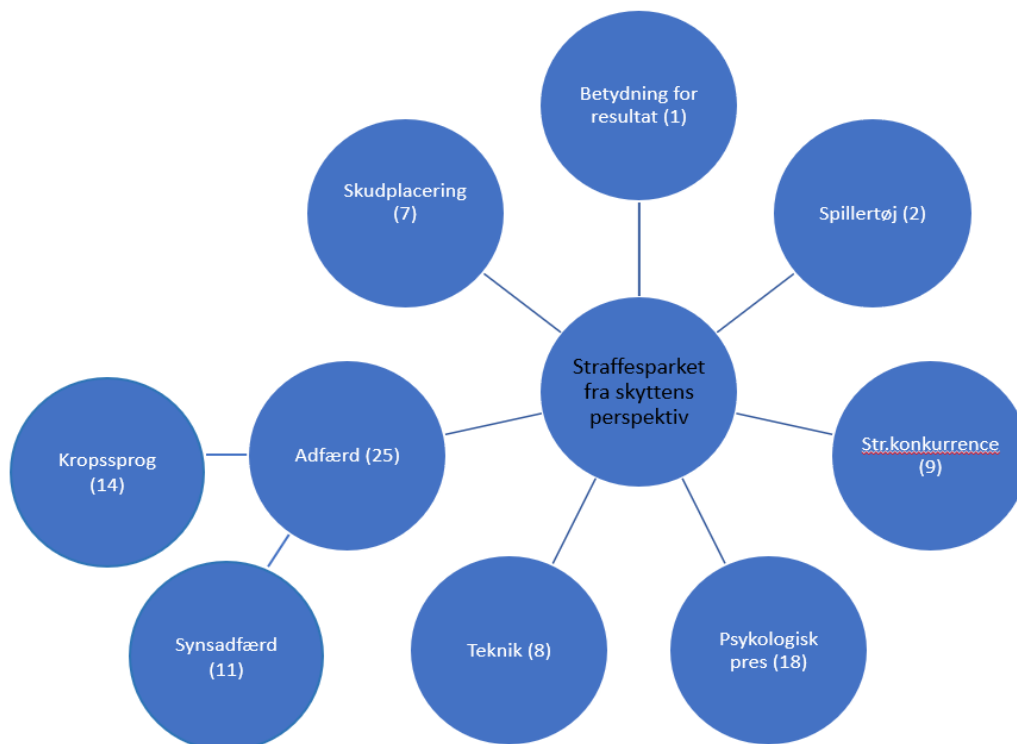 Betydning for
resultat (1)
Skudplacering
(7)
Spillertøj (2)
Straffesparket
fra skyttens
perspektiv
Kropssprog
(14)
Adfærd (25)
Str.konkurrence
(9)
Synsadfærd
(11)
Teknik (8)
Psykologisk
pres (18)